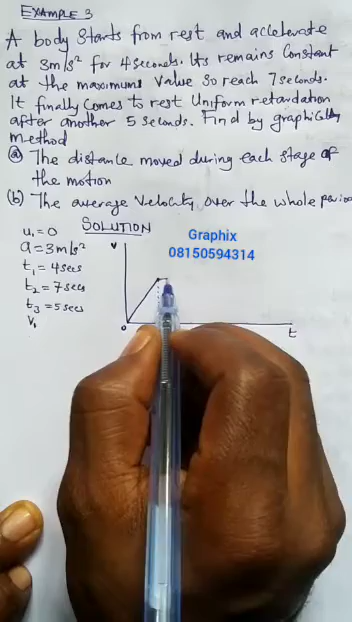 EXAMPLE 3
A body starts from rest and accelerate
at 3m/s² for 4seconds. Its remains Constant
at the maximums Value so reach 7seconds.
It finally comes to rest Uniform retardation
after another 5 seconds. Find by graphically
method
(a) The distance moved during each stage of
the motion
(b) The average Velocity over the whole period
SOLUTION
u₁ = 0
a = 3m/s²
t₁ = 4secs
t₂ = 7secs
t₃ = 5secs
V₁
V
Graphix
08150594314
0
t